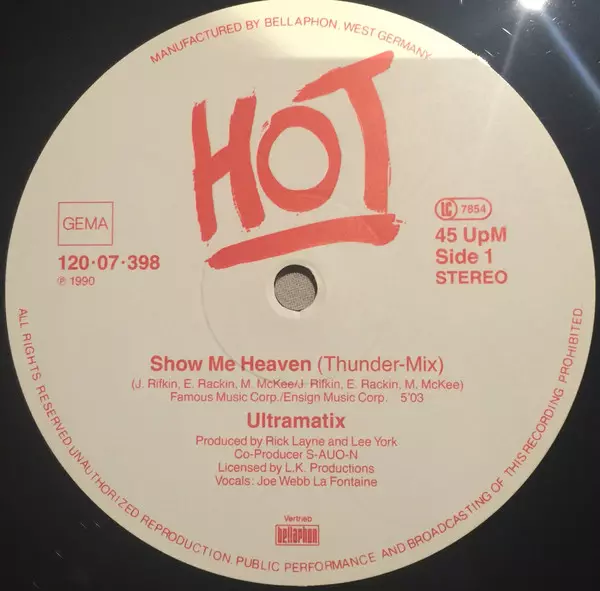 MANUFACTURED BY BELLAPHON, WEST GERMANY
HOT
GEMA
120·07·398
℗ 1990
LC 7854
45 UpM
Side 1
STEREO
Show Me Heaven (Thunder-Mix)
(J. Rifkin, E. Rackin, M. McKee/J. Rifkin, E. Rackin, M. McKee)
Famous Music Corp./Ensign Music Corp. 5'03
Ultramatix
Produced by Rick Layne and Lee York
Co-Producer S-AUO-N
Licensed by L.K. Productions
Vocals: Joe Webb La Fontaine
Vertrieb
bellaphon
ALL RIGHTS RESERVED. UNAUTHORIZED REPRODUCTION. PUBLIC PERFORMANCE AND BROADCASTING OF THIS RECORDING PROHIBITED.